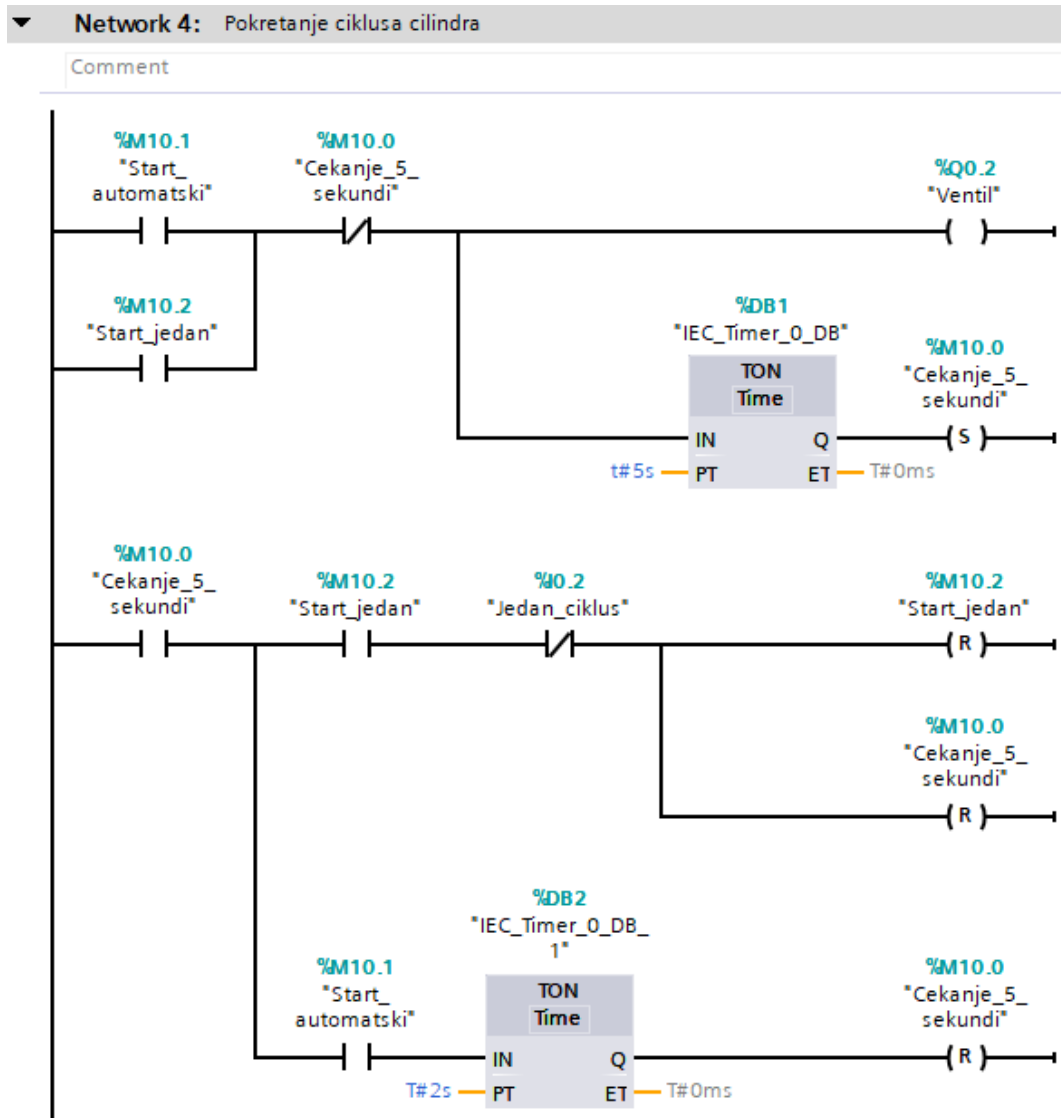 Network 4: Pokretanje ciklusa cilindra
Comment
%M10.1
"Start_
automatski"
%M10.0
"Cekanje_5_
sekundi"
%Q0.2
"Ventil"
%M10.2
"Start_jedan"
%DB1
"IEC_Timer_0_DB"
TON
Time
IN
Q
t#5s
PT
ET
T#0ms
%M10.0
"Cekanje_5_
sekundi"
S
%M10.0
"Cekanje_5_
sekundi"
%M10.2
"Start_jedan"
%I0.2
"Jedan_ciklus"
%M10.2
"Start_jedan"
R
%M10.0
"Cekanje_5_
sekundi"
R
%M10.1
"Start_
automatski"
%DB2
"IEC_Timer_0_DB_
1"
TON
Time
IN
Q
T#2s
PT
ET
T#0ms
%M10.0
"Cekanje_5_
sekundi"
R